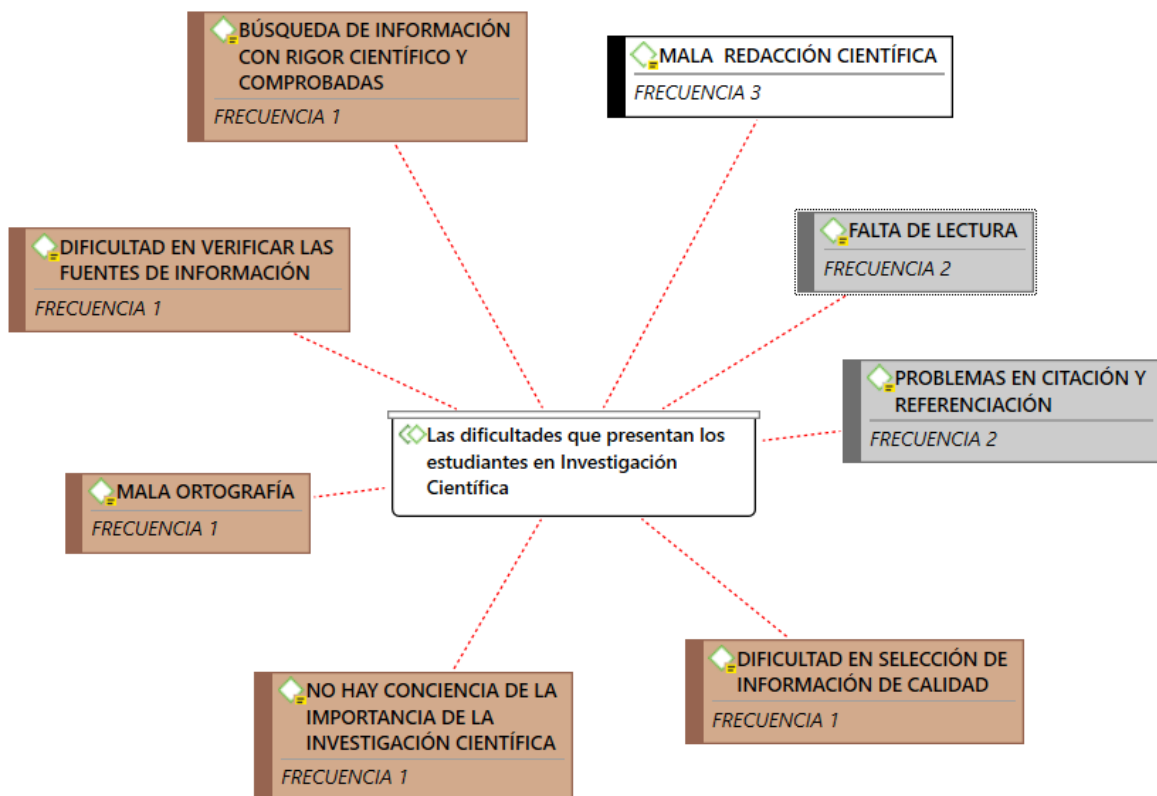 BÚSQUEDA DE INFORMACIÓN
CON RIGOR CIENTÍFICO Y
COMPROBADAS
FRECUENCIA 1
MALA  REDACCIÓN CIENTÍFICA
FRECUENCIA 3
DIFICULTAD EN VERIFICAR LAS
FUENTES DE INFORMACIÓN
FRECUENCIA 1
FALTA DE LECTURA
FRECUENCIA 2
PROBLEMAS EN CITACIÓN Y
REFERENCIACIÓN
FRECUENCIA 2
Las dificultades que presentan los
estudiantes en Investigación
Científica
MALA ORTOGRAFÍA
FRECUENCIA 1
NO HAY CONCIENCIA DE LA
IMPORTANCIA DE LA
INVESTIGACIÓN CIENTÍFICA
FRECUENCIA 1
DIFICULTAD EN SELECCIÓN DE
INFORMACIÓN DE CALIDAD
FRECUENCIA 1